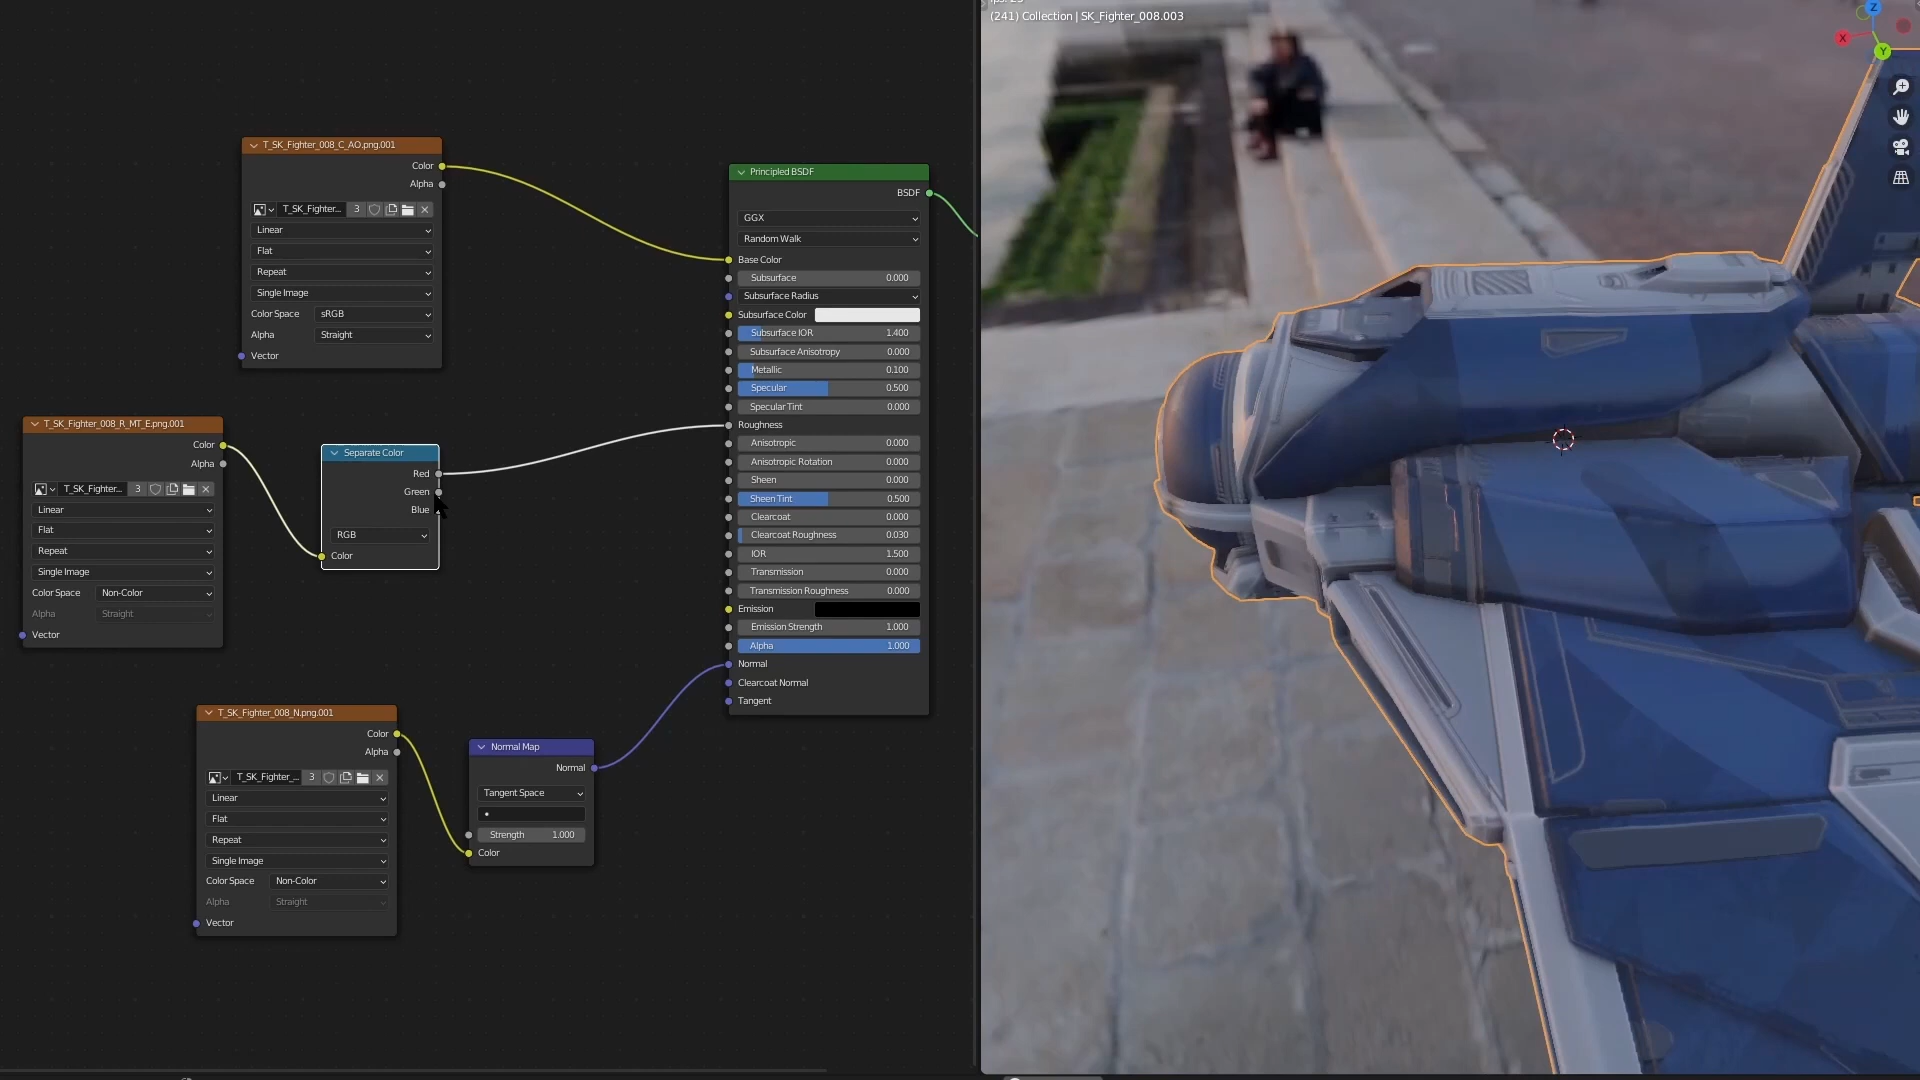 (241) Collection | SK_Fighter_008.003
Z
X
Y
T_SK_Fighter_008_C_AO.png.001
Color
Alpha
T_SK_Fighter... 3
Linear
Flat
Repeat
Single Image
Color Space sRGB
Alpha Straight
Vector
T_SK_Fighter_008_R_MT_E.png.001
Color
Alpha
T_SK_Fighter... 3
Linear
Flat
Repeat
Single Image
Color Space Non-Color
Alpha Straight
Vector
Separate Color
Red
Green
Blue
RGB
Color
T_SK_Fighter_008_N.png.001
Color
Alpha
T_SK_Fighter_... 3
Linear
Flat
Repeat
Single Image
Color Space Non-Color
Alpha Straight
Vector
Normal Map
Normal
Tangent Space
Strength 1.000
Color
Principled BSDF
BSDF
GGX
Random Walk
Base Color
Subsurface 0.000
Subsurface Radius
Subsurface Color
Subsurface IOR 1.400
Subsurface Anisotropy 0.000
Metallic 0.100
Specular 0.500
Specular Tint 0.000
Roughness
Anisotropic 0.000
Anisotropic Rotation 0.000
Sheen 0.000
Sheen Tint 0.500
Clearcoat 0.000
Clearcoat Roughness 0.030
IOR 1.500
Transmission 0.000
Transmission Roughness 0.000
Emission
Emission Strength 1.000
Alpha 1.000
Normal
Clearcoat Normal
Tangent